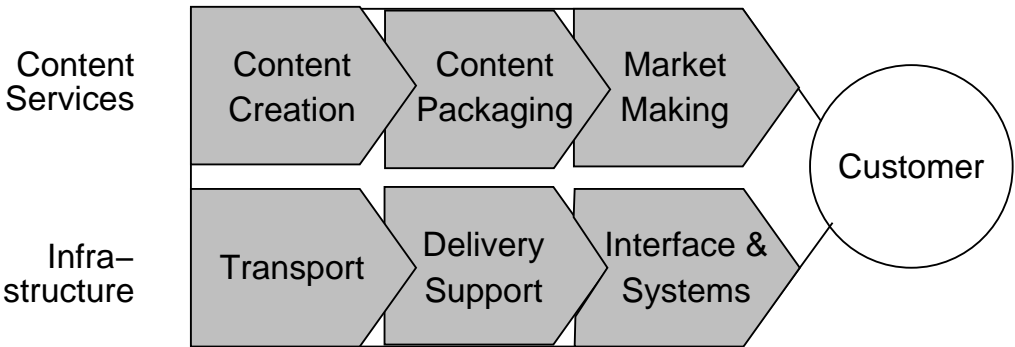 Content
Services
Content
Creation
Content
Packaging
Market
Making
Customer
Infra–
structure
Transport
Delivery
Support
Interface &
Systems